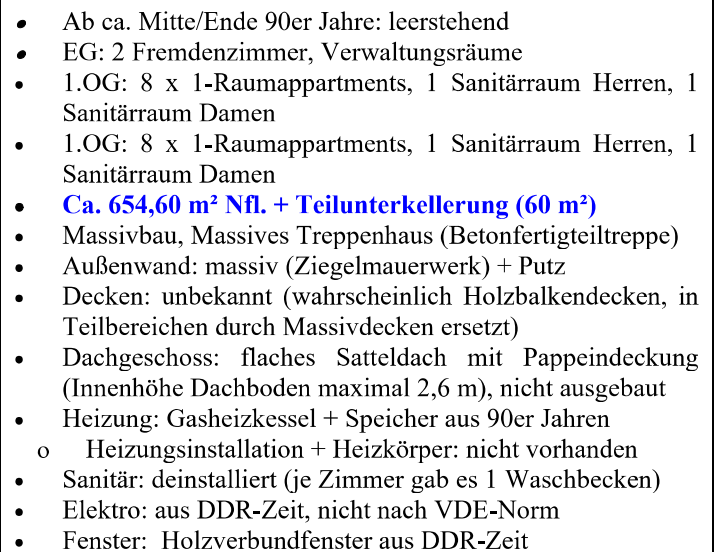 • Ab ca. Mitte/Ende 90er Jahre: leerstehend
• EG: 2 Fremdenzimmer, Verwaltungsräume
• 1.OG: 8 x 1-Raumappartments, 1 Sanitärraum Herren, 1
Sanitärraum Damen
• 1.OG: 8 x 1-Raumappartments, 1 Sanitärraum Herren, 1
Sanitärraum Damen
• Ca. 654,60 m² Nfl. + Teilunterkellerung (60 m²)
• Massivbau, Massives Treppenhaus (Betonfertigteiltreppe)
• Außenwand: massiv (Ziegelmauerwerk) + Putz
• Decken: unbekannt (wahrscheinlich Holzbalkendecken, in
Teilbereichen durch Massivdecken ersetzt)
• Dachgeschoss: flaches Satteldach mit Pappeindeckung
(Innenhöhe Dachboden maximal 2,6 m), nicht ausgebaut
• Heizung: Gasheizkessel + Speicher aus 90er Jahren
o Heizungsinstallation + Heizkörper: nicht vorhanden
• Sanitär: deinstalliert (je Zimmer gab es 1 Waschbecken)
• Elektro: aus DDR-Zeit, nicht nach VDE-Norm
• Fenster: Holzverbundfenster aus DDR-Zeit